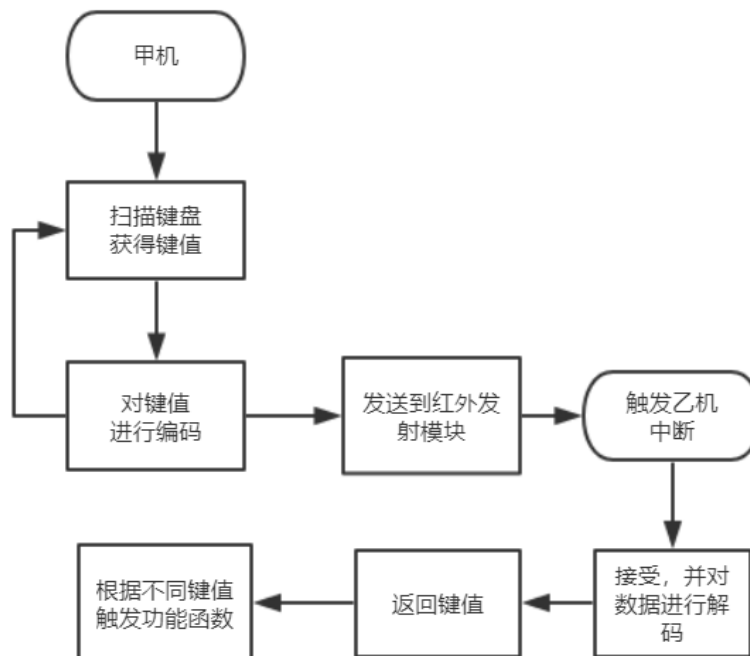 甲机
扫描键盘
获得键值
对键值
进行编码
发送到红外发
射模块
触发乙机
中断
接受，并对
数据进行解
码
返回键值
根据不同键值
触发功能函数